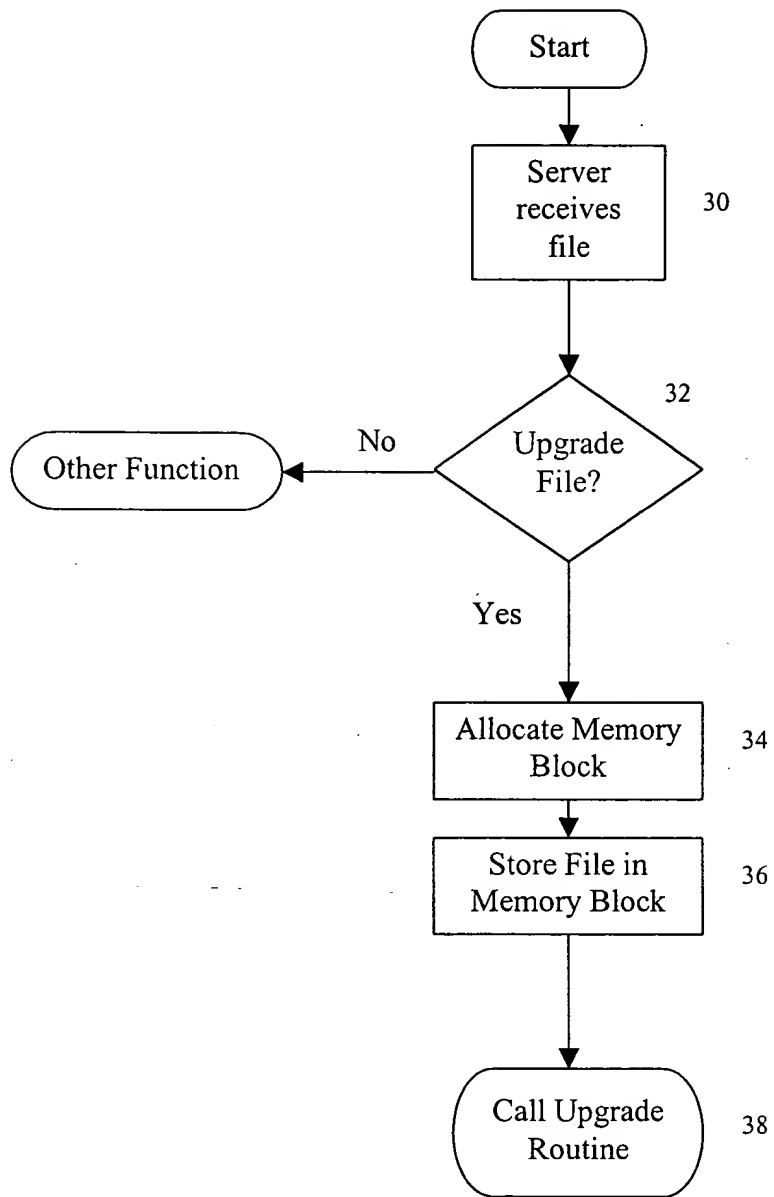 Start
Server
receives
file
30
32
Upgrade
File?
No
Other Function
Yes
Allocate Memory
Block
34
Store File in
Memory Block
36
Call Upgrade
Routine
38